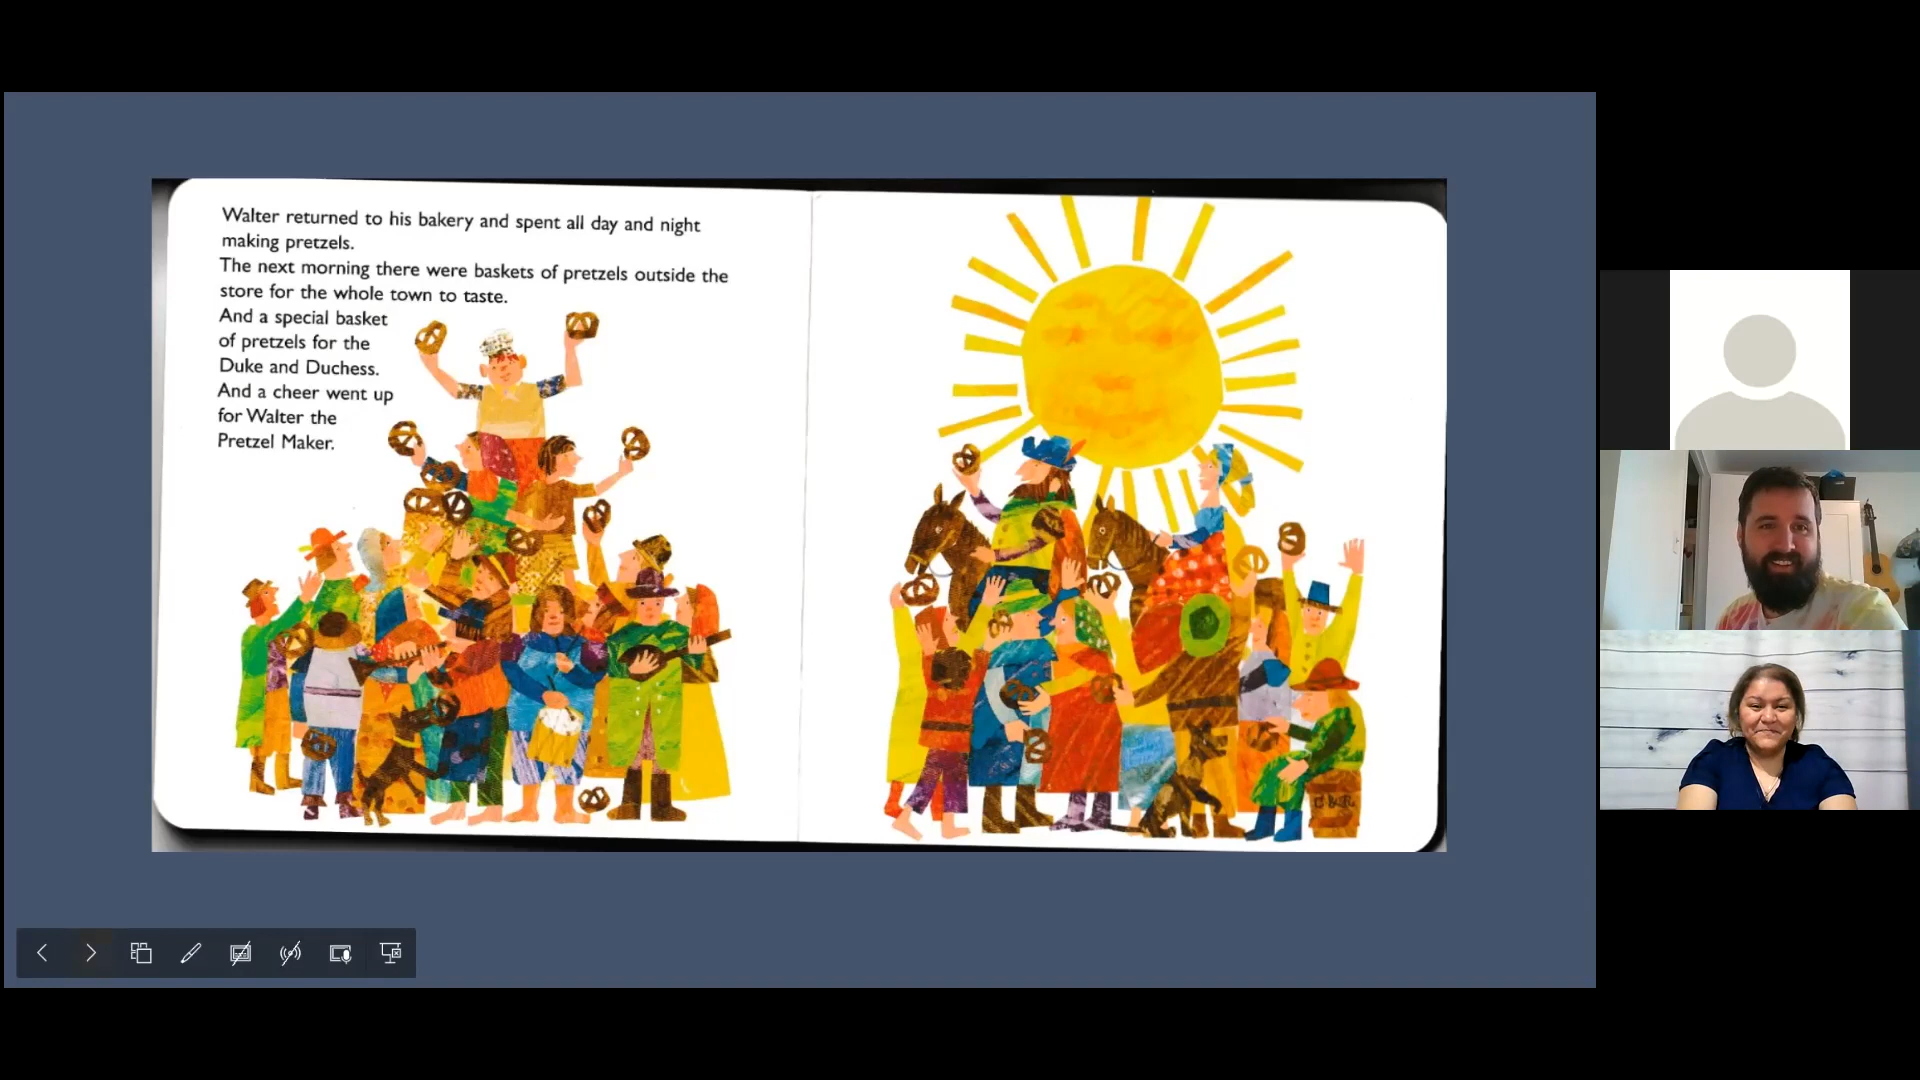 Walter returned to his bakery and spent all day and night
making pretzels.
The next morning there were baskets of pretzels outside the
store for the whole town to taste.
And a special basket
of pretzels for the
Duke and Duchess.
And a cheer went up
for Walter the
Pretzel Maker.